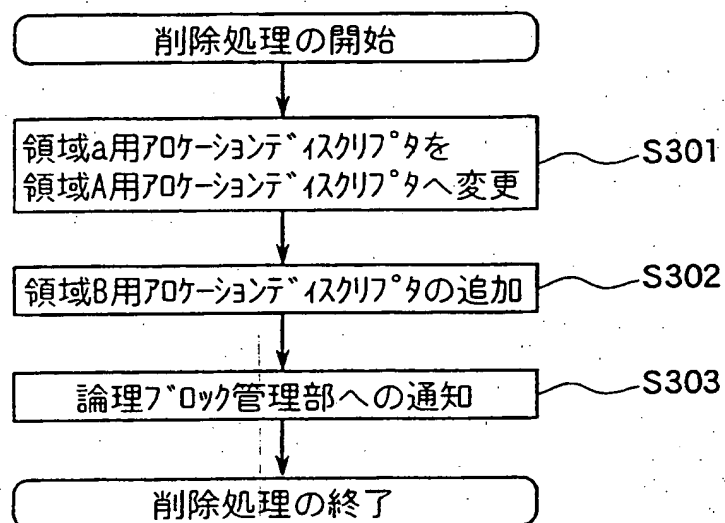 削除処理の開始
領域a用ｱﾛｹｰｼｮﾝﾃﾞｨｽｸﾘﾌﾟﾀを
領域A用ｱﾛｹｰｼｮﾝﾃﾞｨｽｸﾘﾌﾟﾀへ変更
S301
領域B用ｱﾛｹｰｼｮﾝﾃﾞｨｽｸﾘﾌﾟﾀの追加
S302
論理ﾌﾞﾛｯｸ管理部への通知
S303
削除処理の終了